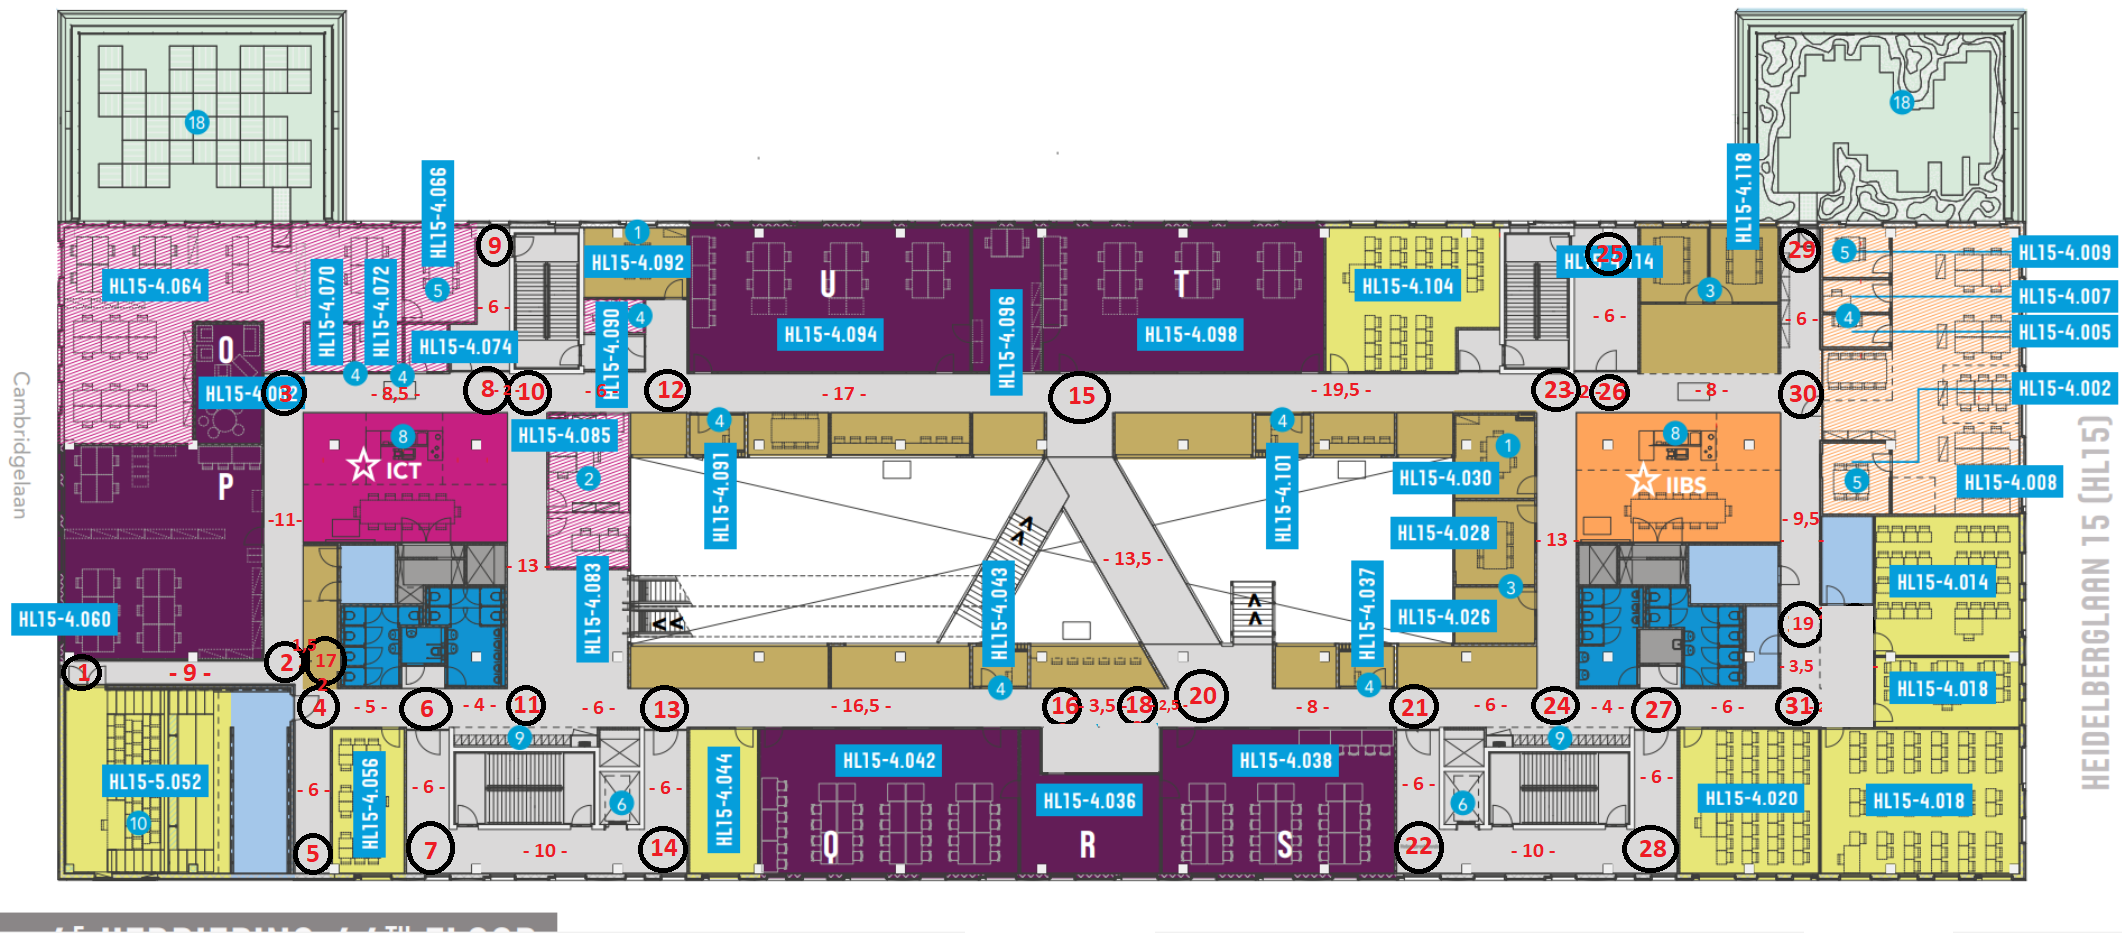 18
18
HL15-4.066
HL15-4.118
9
1
HL15-4.092
25
29
5
HL15-4.009
HL15-4.064
HL15-4.070
HL15-4.072
5
U
T
HL15-4.104
3
HL15-4.007
- 6 -
4
- 6 -
- 6 -
4
HL15-4.005
O
HL15-4.074
HL15-4.090
HL15-4.094
HL15-4.096
HL15-4.098
4
4
3
- 8,5 -
8
10
12
- 17 -
15
- 19,5 -
23
26
- 8 -
30
HL15-4.002
Cambridgelaan
HL15-4.085
4
4
8
ICT
8
IIBS
1
P
2
HL15-4.091
HL15-4.101
HL15-4.030
5
HL15-4.008
-11-
- 9,5 -
HL15-4.028
- 13 -
- 13 -
- 13,5 -
HL15-4.014
3
HL15-4.060
HL15-4.083
HL15-4.043
HL15-4.037
HL15-4.026
19
1,5
1
- 9 -
2
17
2
- 3,5
4
4
HL15-4.018
4
- 5 -
6
- 4 -
11
- 6 -
13
- 16,5 -
16
- 3,5
18
- 2,5 -
20
- 8 -
21
- 6 -
24
- 4 -
27
- 6 -
31
9
9
HL15-5.052
- 6 -
HL15-4.056
- 6 -
6
- 6 -
HL15-4.044
HL15-4.042
HL15-4.036
HL15-4.038
- 6 -
6
- 6 -
HL15-4.020
HL15-4.018
10
5
7
- 10 -
14
Q
R
S
22
- 10 -
28
HEIDELBERGLAAN 15 (HL15)